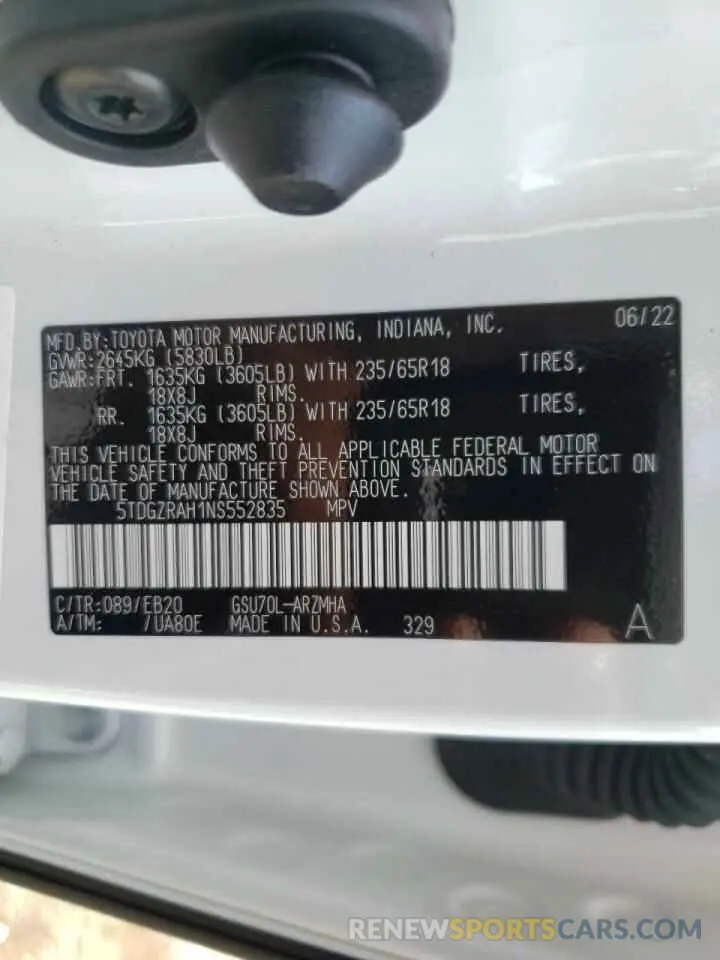 MFD.BY:TOYOTA MOTOR MANUFACTURING, INDIANA, INC. 06/22
GVWR:2645KG (5830LB)
GAWR:FRT. 1635KG (3605LB) WITH 235/65R18 TIRES,
18X8J RIMS.
RR. 1635KG (3605LB) WITH 235/65R18 TIRES,
18X8J RIMS.
THIS VEHICLE CONFORMS TO ALL APPLICABLE FEDERAL MOTOR
VEHICLE SAFETY AND THEFT PREVENTION STANDARDS IN EFFECT ON
THE DATE OF MANUFACTURE SHOWN ABOVE.
5TDGZRAH1NS552835 MPV
C/TR:089/EB20 GSU70L-ARZMHA
A/TM: /UA80E MADE IN U.S.A. 329 A
RENEWSPORTSCARS.COM